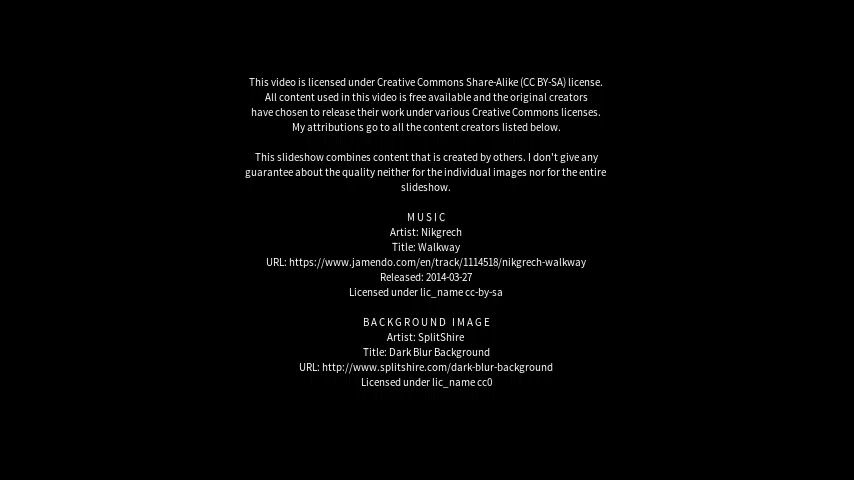 This video is licensed under Creative Commons Share-Alike (CC BY-SA) license.
All content used in this video is free available and the original creators
have chosen to release their work under various Creative Commons licenses.
My attributions go to all the content creators listed below.
This slideshow combines content that is created by others. I don't give any
guarantee about the quality neither for the individual images nor for the entire
slideshow.
MUSIC
Artist: Nikgrech
Title: Walkway
URL: https://www.jamendo.com/en/track/1114518/nikgrech-walkway
Released: 2014-03-27
Licensed under lic_name cc-by-sa
BACKGROUND IMAGE
Artist: SplitShire
Title: Dark Blur Background
URL: http://www.splitshire.com/dark-blur-background
Licensed under lic_name cc0